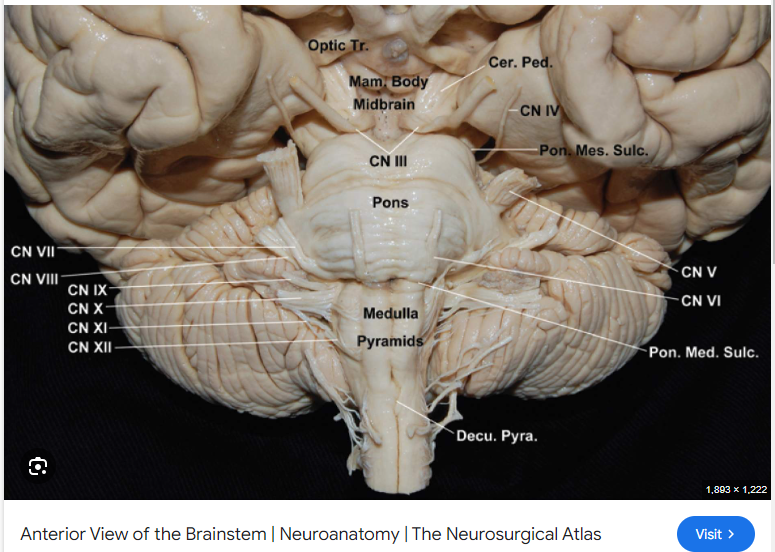 Optic Tr.
Cer. Ped.
Mam. Body
Midbrain
CN IV
Pon. Mes. Sulc.
CN III
Pons
CN VII
CN VIII
CN IX
CN X
CN XI
CN XII
CN V
CN VI
Medulla
Pyramids
Pon. Med. Sulc.
Decu. Pyra.
1,893 × 1,222
Anterior View of the Brainstem | Neuroanatomy | The Neurosurgical Atlas
Visit >